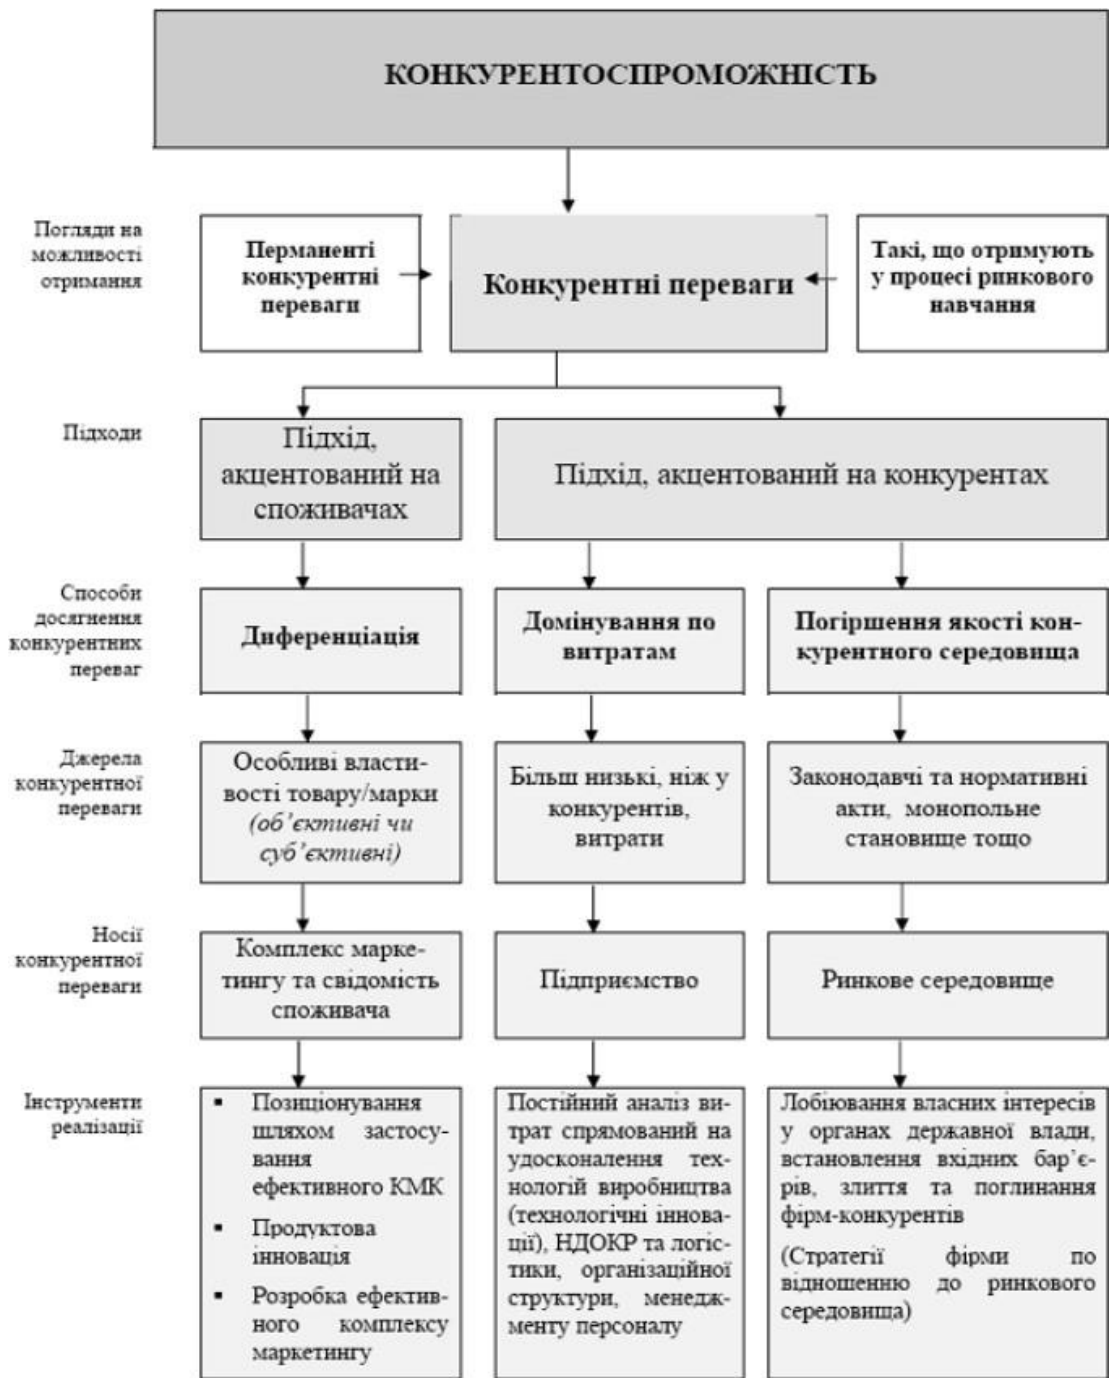 КОНКУРЕНТОСПРОМОЖНІСТЬ
Погляди на
можливості
отримання
Перманенті
конкурентні
переваги
Конкурентні переваги
Такі, що отримують
у процесі ринкового
навчання
Підходи
Підхід,
акцентований на
споживачах
Підхід, акцентований на конкурентах
Способи
досягнення
конкурентних
переваг
Диференціація
Домінування по
витратам
Погіршення якості кон-
курентного середовища
Джерела
конкурентної
переваги
Особливі власти-
вості товару/марки
(об’єктивні чи
суб’єктивні)
Більш низькі, ніж у
конкурентів,
витрати
Законодавчі та нормативні
акти, монопольне
становище тощо
Носії
конкурентної
переваги
Комплекс марке-
тингу та свідомість
споживача
Підприємство
Ринкове середовище
Інструменти
реалізації
▪ Позиціонування
шляхом застосу-
вання
ефективного КМК
▪ Продуктова
інновація
▪ Розробка ефектив-
ного комплексу
маркетингу
Постійний аналіз ви-
трат спрямований на
удосконалення тех-
нологій виробництва
(технологічні іннова-
ції), НДОКР та логіс-
тики, організаційної
структури, менедж-
менту персоналу
Лобіювання власних інтересів
у органах державної влади,
встановлення вхідних бар’є-
рів, злиття та поглинання
фірм-конкурентів
(Стратегії фірми по
відношенню до ринкового
середовища)